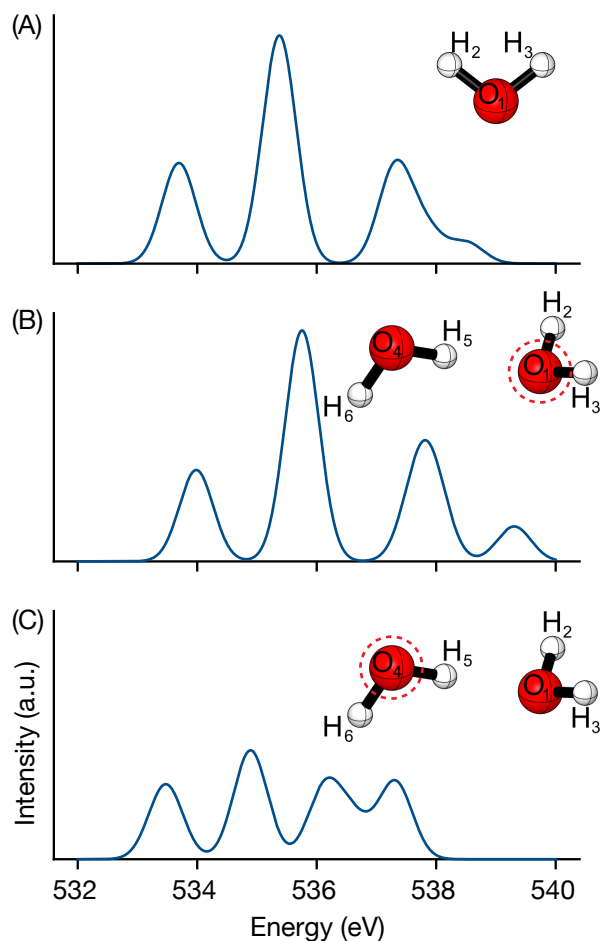 (A)
H₂ H₃
O₁
(B)
H₂
O₄ H₅ O₁
H₆ H₃
(C)
H₂
O₄ H₅ O₁
H₆ H₃
Intensity (a.u.)
532 534 536 538 540
Energy (eV)